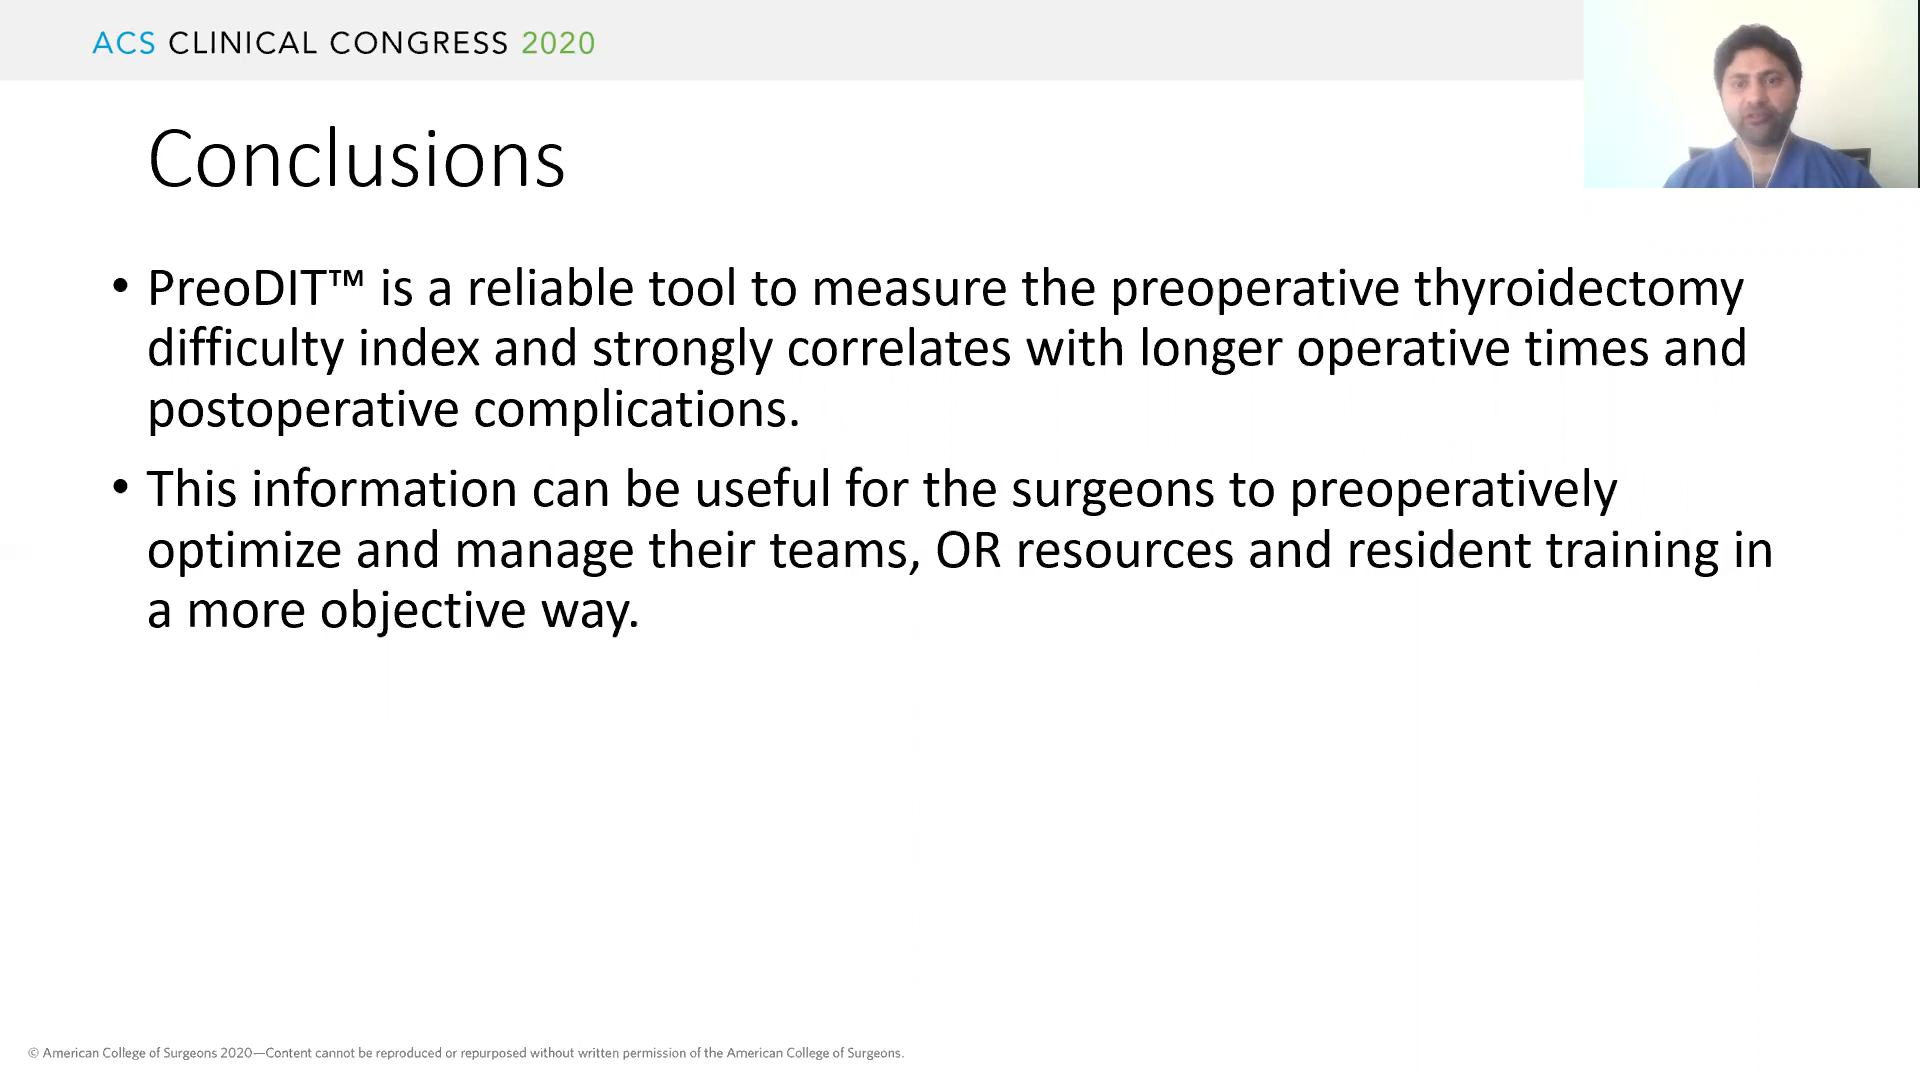 ACS CLINICAL CONGRESS 2020
Conclusions
• PreoDIT™ is a reliable tool to measure the preoperative thyroidectomy
difficulty index and strongly correlates with longer operative times and
postoperative complications.
• This information can be useful for the surgeons to preoperatively
optimize and manage their teams, OR resources and resident training in
a more objective way.
© American College of Surgeons 2020—Content cannot be reproduced or repurposed without written permission of the American College of Surgeons.